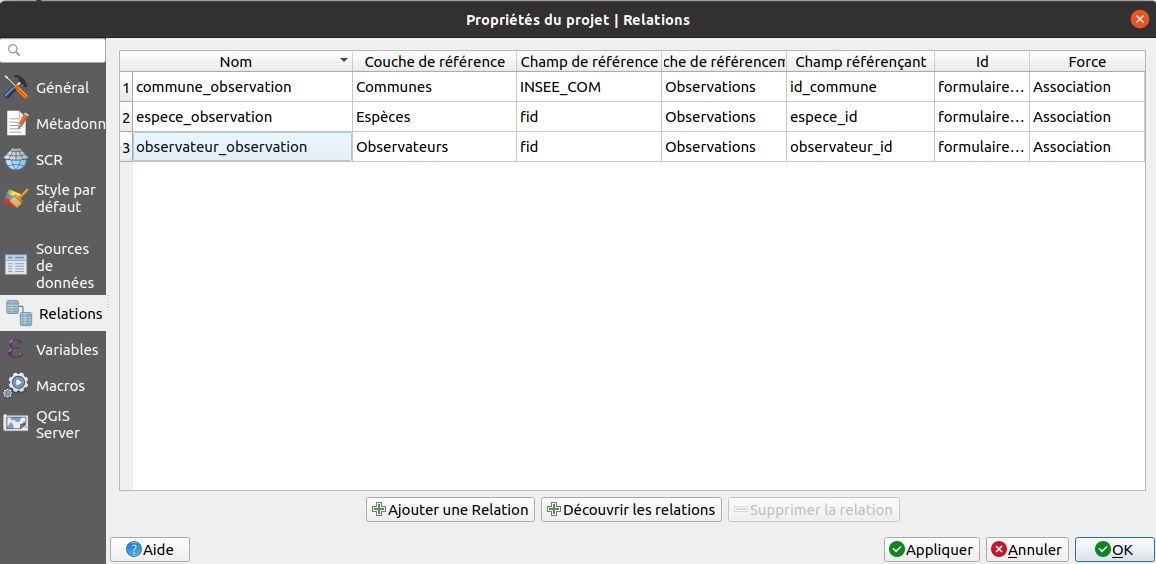 Propriétés du projet | Relations
Général
Métadonn
SCR
Style par
défaut
Sources
de
données
Relations
Variables
Macros
QGIS
Server
Nom Couche de référence Champ de référence che de référencem Champ référençant Id Force
1 commune_observation Communes INSEE_COM Observations id_commune formulaire... Association
2 espece_observation Espèces fid Observations espece_id formulaire... Association
3 observateur_observation Observateurs fid Observations observateur_id formulaire... Association
Ajouter une Relation Découvrir les relations Supprimer la relation
Aide Appliquer Annuler OK